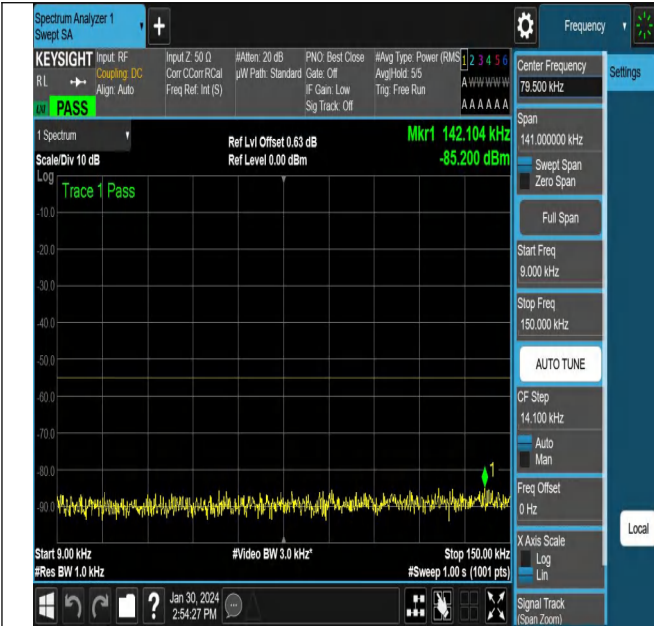 Spectrum Analyzer 1
Swept SA
+
Frequency
KEYSIGHT
Input: RF
Coupling: DC
Align: Auto
Input Z: 50 Ω
Corr CCorr RCal
Freq Ref: Int (S)
#Atten: 20 dB
µW Path: Standard
PNO: Best Close
Gate: Off
IF Gain: Low
Sig Track: Off
#Avg Type: Power (RMS
Avg|Hold: 5/5
Trig: Free Run
1 2 3 4 5 6
A W W W W W
A A A A A A
R L
LXI
PASS
1 Spectrum
Scale/Div 10 dB
Ref Lvl Offset 0.63 dB
Ref Level 0.00 dBm
Mkr1 142.104 kHz
-85.200 dBm
Log
Trace 1 Pass
-10.0
-20.0
-30.0
-40.0
-50.0
-60.0
-70.0
-80.0
-90.0
1
Start 9.00 kHz
#Res BW 1.0 kHz
#Video BW 3.0 kHz*
Stop 150.00 kHz
#Sweep 1.00 s (1001 pts)
?
Jan 30, 2024
2:54:27 PM
Center Frequency
79.500 kHz
Settings
Span
141.000000 kHz
Swept Span
Zero Span
Full Span
Start Freq
9.000 kHz
Stop Freq
150.000 kHz
AUTO TUNE
CF Step
14.100 kHz
Auto
Man
Freq Offset
0 Hz
Local
X Axis Scale
Log
Lin
Signal Track
(Span Zoom)